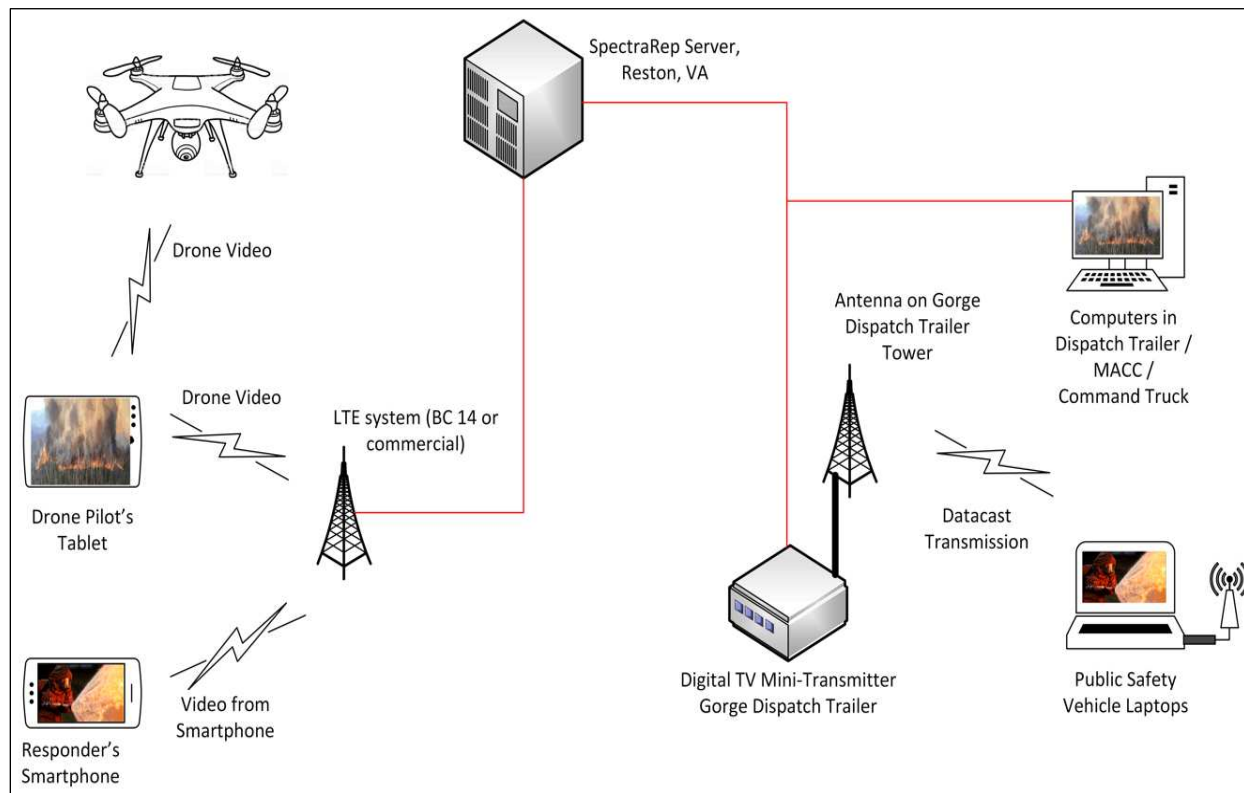 SpectraRep Server,
Reston, VA
Drone Video
Drone Video
LTE system (BC 14 or
commercial)
Drone Pilot's
Tablet
Video from
Smartphone
Responder's
Smartphone
Antenna on Gorge
Dispatch Trailer
Tower
Computers in
Dispatch Trailer /
MACC /
Command Truck
Datacast
Transmission
Digital TV Mini-Transmitter
Gorge Dispatch Trailer
Public Safety
Vehicle Laptops